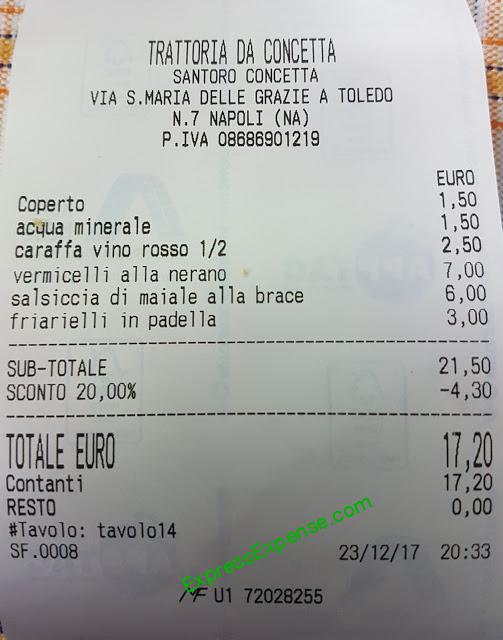 TRATTORIA DA CONCETTA
SANTORO CONCETTA
VIA S.MARIA DELLE GRAZIE A TOLEDO
N.7 NAPOLI (NA)
P.IVA 08686901219
EURO
Coperto 1,50
acqua minerale 1,50
caraffa vino rosso 1/2 2,50
vermicelli alla nerano 7,00
salsiccia di maiale alla brace 6,00
friarielli in padella 3,00
SUB-TOTALE 21,50
SCONTO 20,00% -4,30
TOTALE EURO 17,20
Contanti 17,20
RESTO 0,00
#Tavolo: tavolo14
SF.0008 23/12/17 20:33
ExpressExpense.com
MF U1 72028255